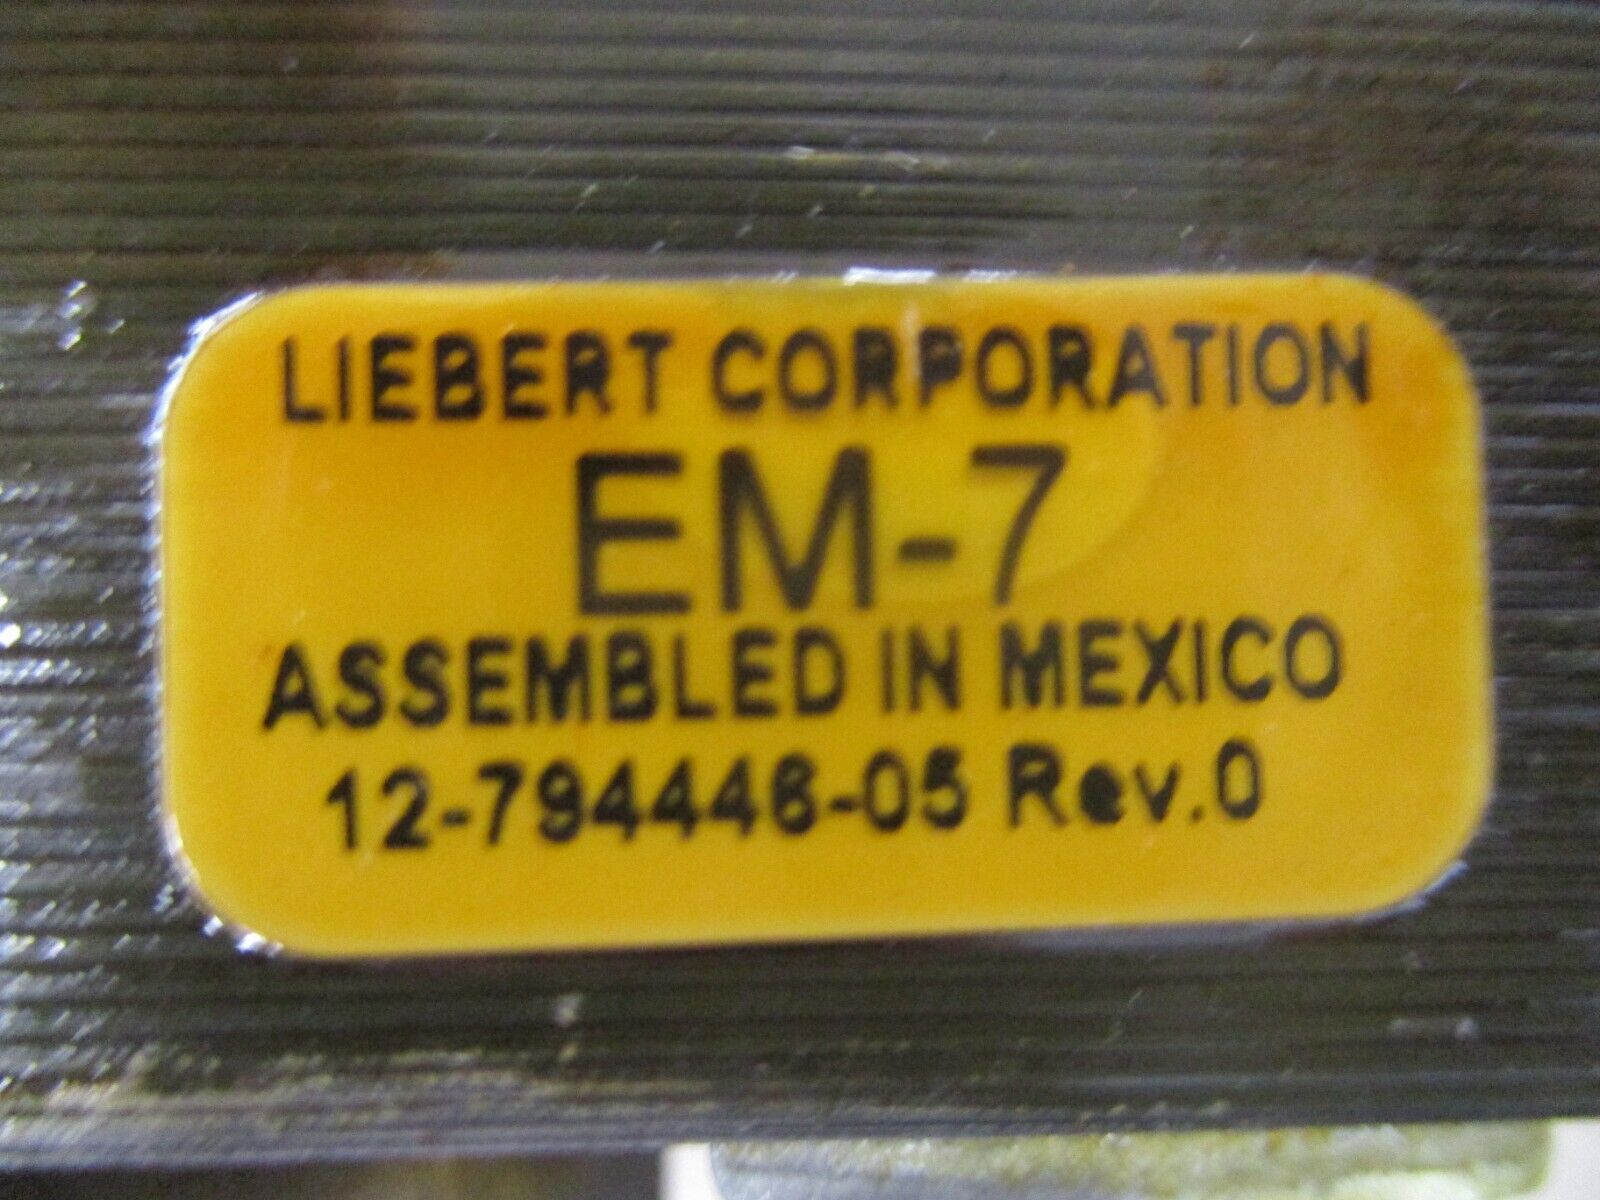 LIEBERT CORPORATION
EM-7
ASSEMBLED IN MEXICO
12-794446-05 Rev.0